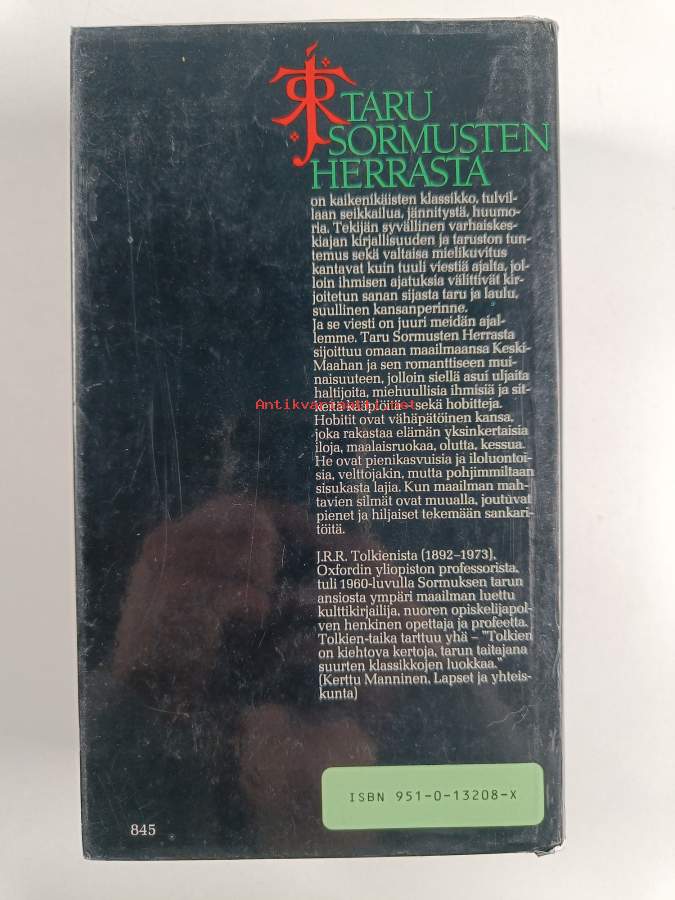 TARU
SORMUSTEN
HERRASTA
on kaikenikäisten klassikko, tulvil-
laan seikkailua, jännitystä, huumo-
ria. Tekijän syvällinen varhaiskes-
kiajan kirjallisuuden ja taruston tun-
temus sekä valtaisa mielikuvitus
kantavat kuin tuuli viestiä ajalta, jol-
loin ihmisen ajatuksia välittivät kir-
joitetun sanan sijasta taru ja laulu,
suullinen kansanperinne.
Ja se viesti on juuri meidän ajal-
lemme. Taru Sormusten Herrasta
sijoittuu omaan maailmaansa Keski-
Maahan ja sen romanttiseen mui-
naisuuteen, jolloin siellä asui uljaita
haltijoita, miehuullisia ihmisiä ja sit-
keitä kääpiöitä – sekä hobitteja.
Hobitit ovat vähäpätöinen kansa,
joka rakastaa elämän yksinkertaisia
iloja, maalaisruokaa, olutta, kessua.
He ovat pienikasvuisia ja iloluontoi-
sia, velttojakin, mutta pohjimmiltaan
sisukasta lajia. Kun maailman mah-
tavien silmät ovat muualla, joutuvat
pienet ja hiljaiset tekemään sankari-
töitä.
J.R.R. Tolkienista (1892–1973),
Oxfordin yliopiston professorista,
tuli 1960-luvulla Sormuksen tarun
ansiosta ympäri maailman luettu
kulttikirjailija, nuoren opiskelijapol-
ven henkinen opettaja ja profeetta.
Tolkien-taika tarttuu yhä – "Tolkien
on kiehtova kertoja, tarun taitajana
suurten klassikkojen luokkaa."
(Kerttu Manninen, Lapset ja yhteis-
kunta)
ISBN 951-0-13208-X
845